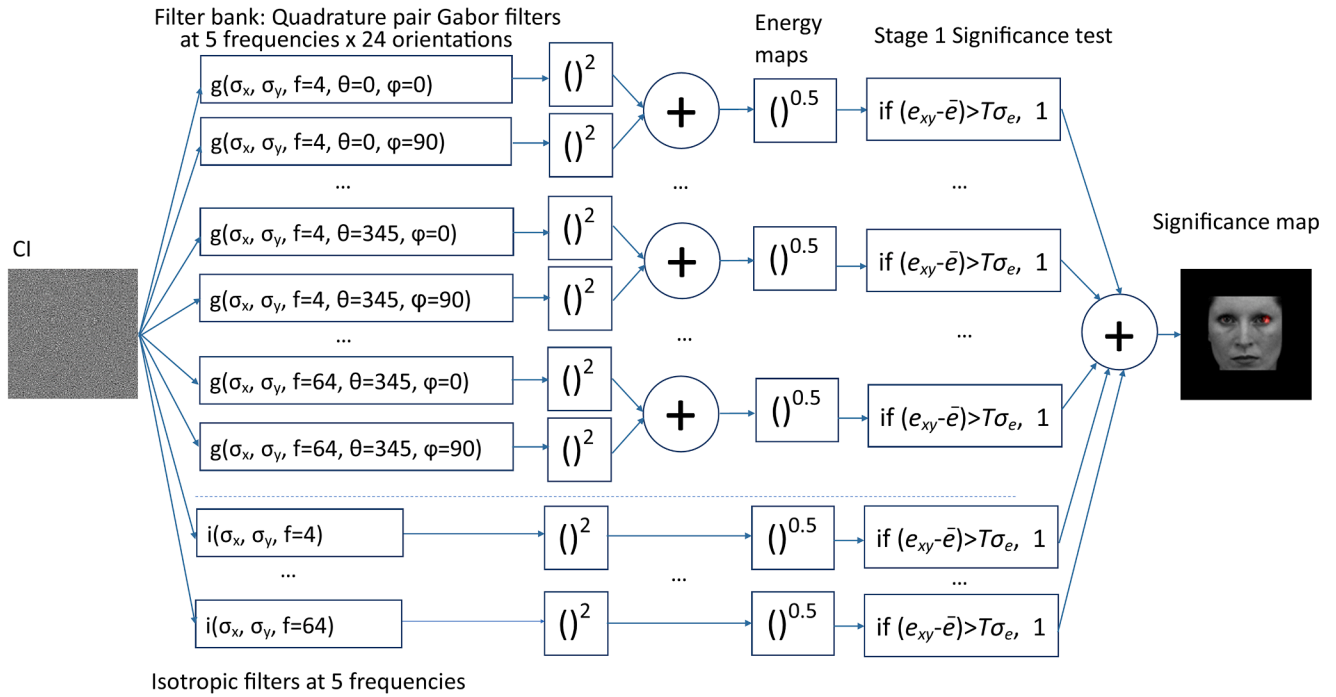 Filter bank: Quadrature pair Gabor filters
at 5 frequencies x 24 orientations
Energy
maps
Stage 1 Significance test
g(σx, σy, f=4, θ=0, φ=0)
()²
+
()^0.5
if (exy-ē)>Tσe, 1
g(σx, σy, f=4, θ=0, φ=90)
()²
...
...
...
CI
g(σx, σy, f=4, θ=345, φ=0)
()²
+
()^0.5
if (exy-ē)>Tσe, 1
Significance map
g(σx, σy, f=4, θ=345, φ=90)
()²
...
...
...
+
g(σx, σy, f=64, θ=345, φ=0)
()²
+
()^0.5
if (exy-ē)>Tσe, 1
g(σx, σy, f=64, θ=345, φ=90)
()²
i(σx, σy, f=4)
()²
()^0.5
if (exy-ē)>Tσe, 1
...
...
...
i(σx, σy, f=64)
()²
()^0.5
if (exy-ē)>Tσe, 1
Isotropic filters at 5 frequencies